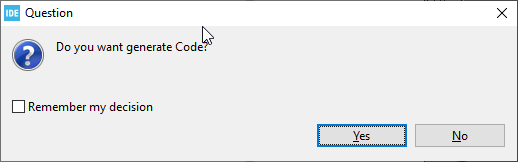 IDE Question
Do you want generate Code?
Remember my decision
Yes No